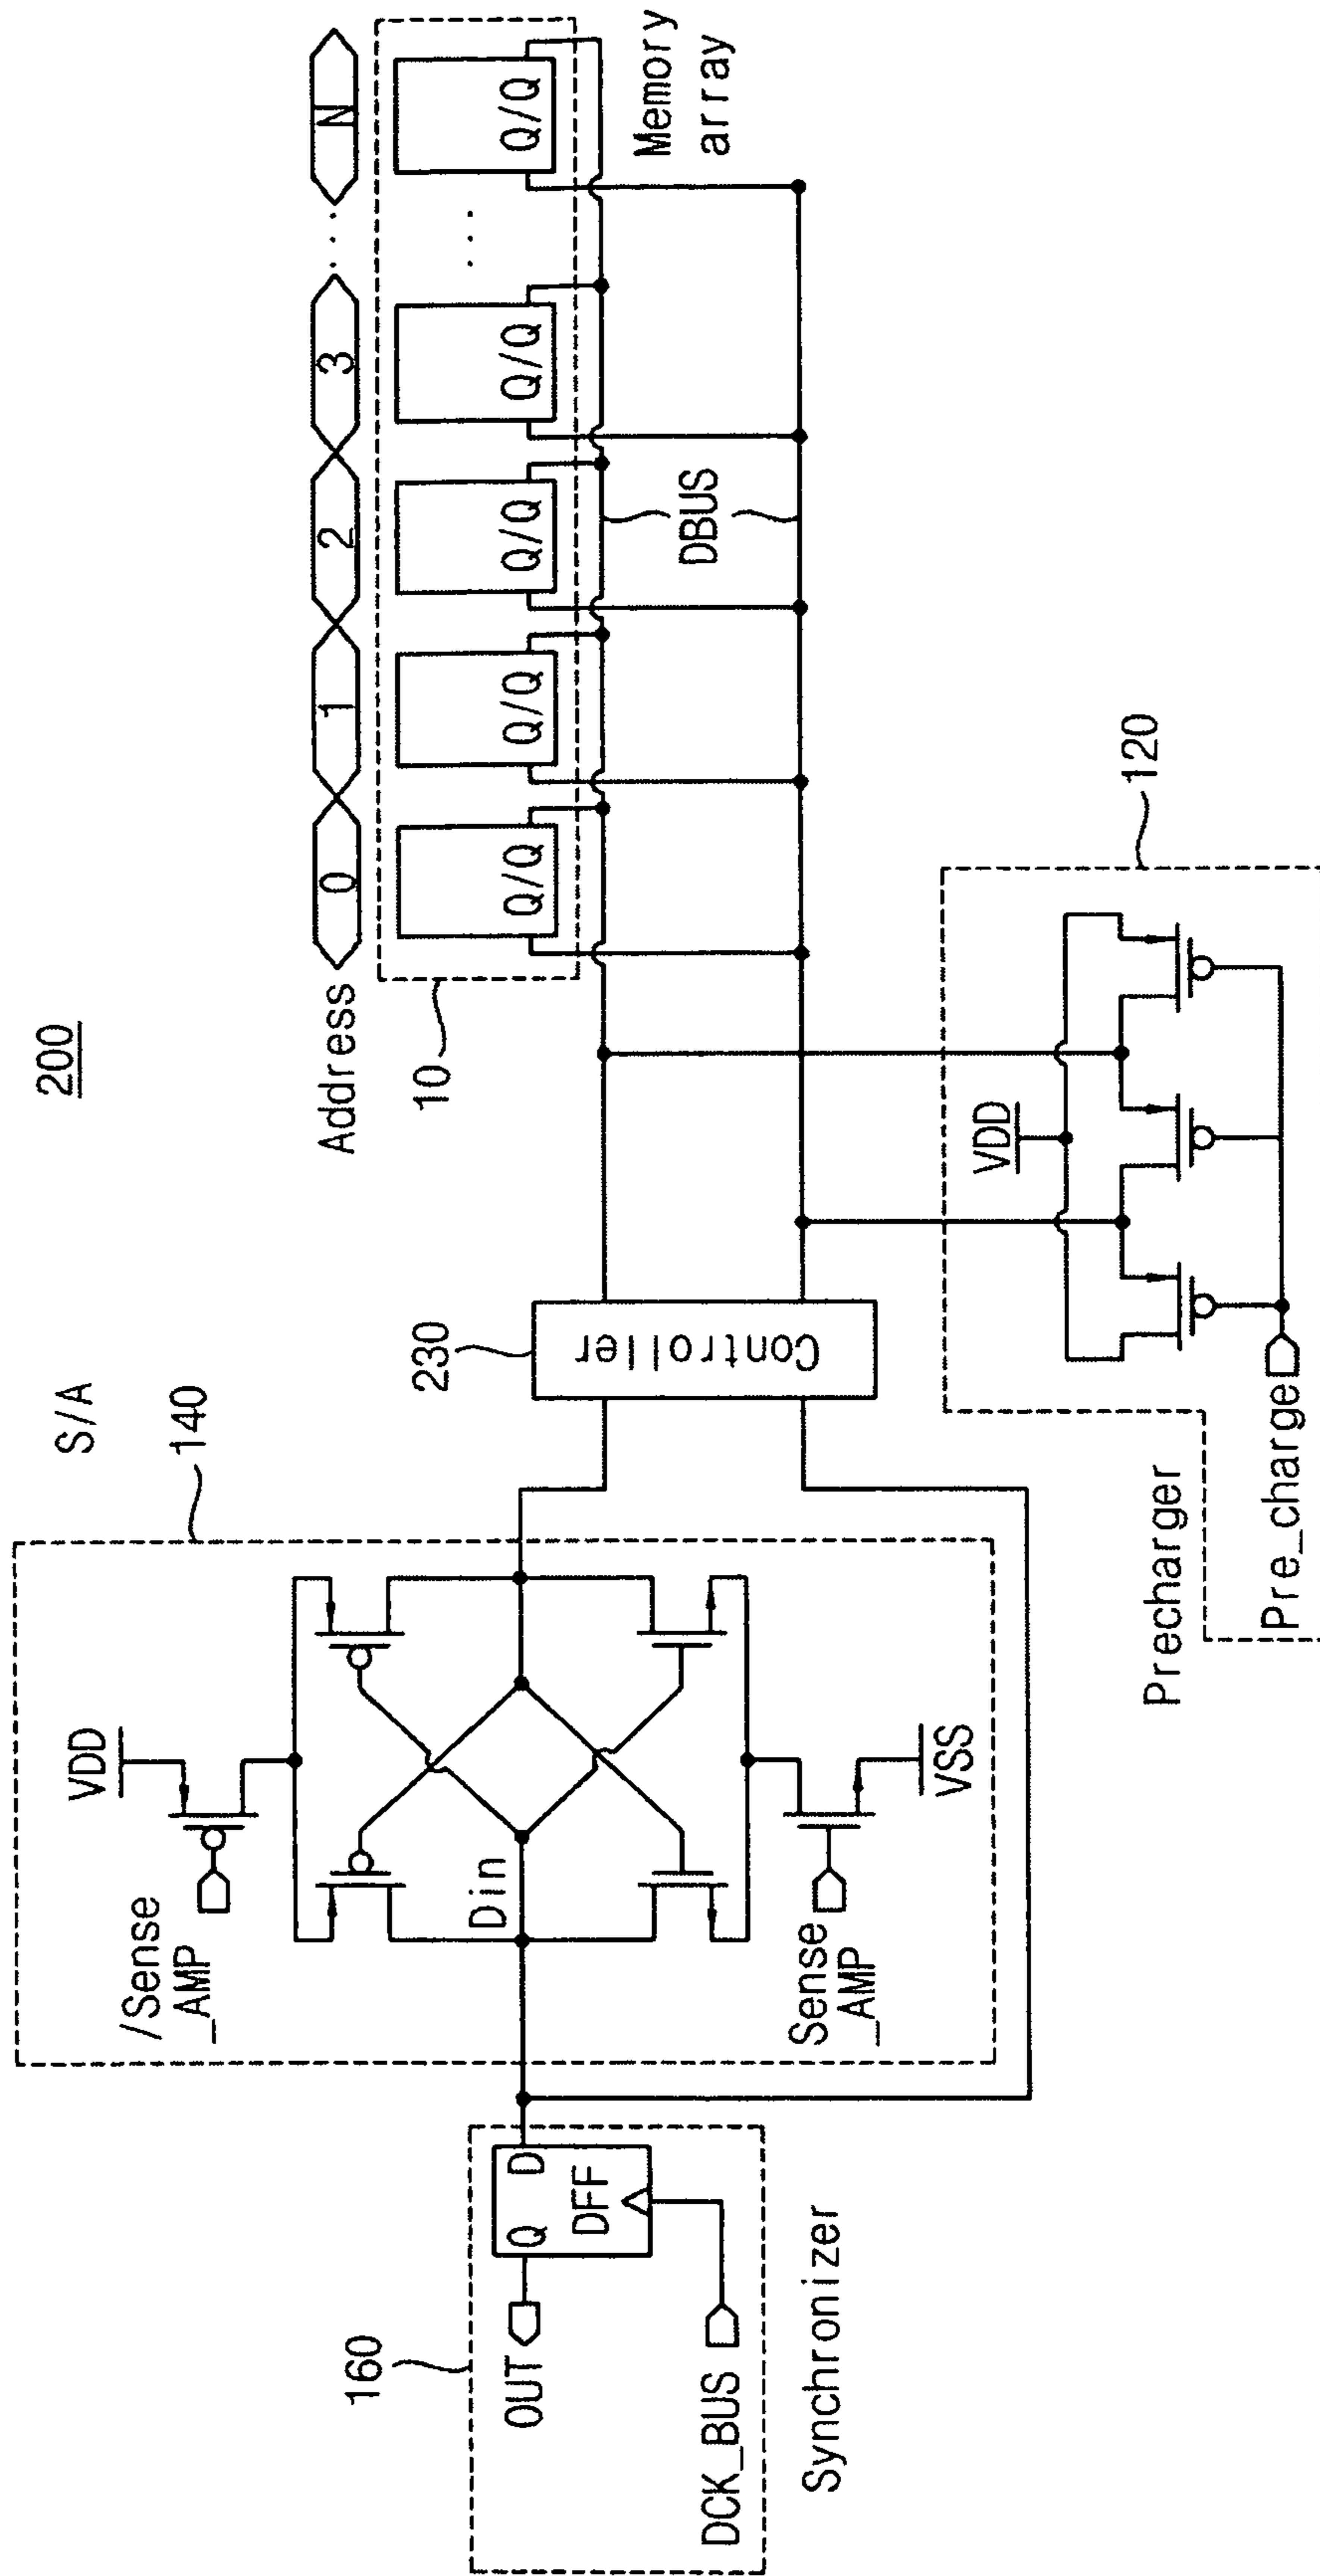 200
Address
0
1
2
3
...
N
10
Q/Q
Q/Q
Q/Q
Q/Q
...
Q/Q
Memory
array
DBUS
S/A
140
VDD
/Sense
_AMP
Din
Sense
_AMP
VSS
230
Controller
160
OUT
Q
D
DFF
DCK_BUS
Synchronizer
120
VDD
Precharger
Pre_charge